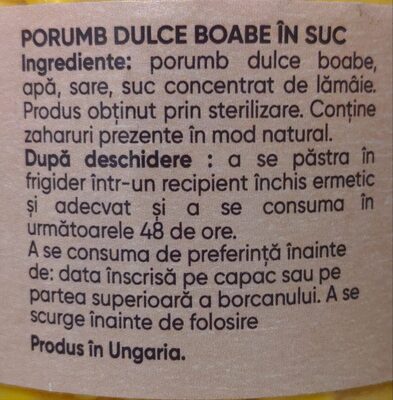 PORUMB DULCE BOABE ÎN SUC
Ingrediente: porumb dulce boabe,
apă, sare, suc concentrat de lămâie.
Produs obținut prin sterilizare. Conține
zaharuri prezente în mod natural.
După deschidere : a se păstra în
frigider într-un recipient închis ermetic
și adecvat și a se consuma în
următoarele 48 de ore.
A se consuma de preferință înainte
de: data înscrisă pe capac sau pe
partea superioară a borcanului. A se
scurge înainte de folosire
Produs în Ungaria.